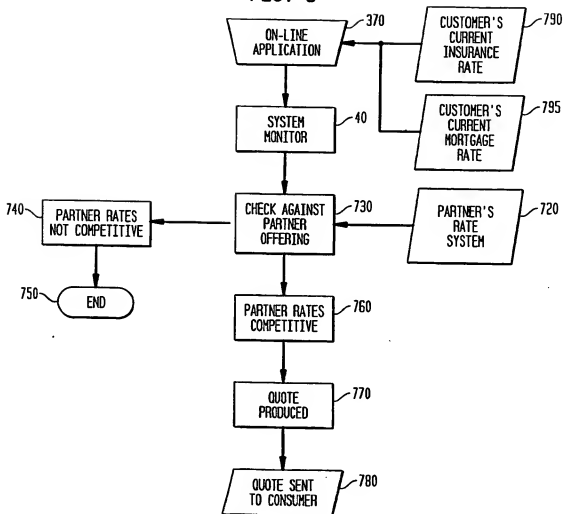 370
ON-LINE
APPLICATION
790
CUSTOMER'S
CURRENT
INSURANCE
RATE
SYSTEM
MONITOR
40
795
CUSTOMER'S
CURRENT
MORTGAGE
RATE
740
PARTNER RATES
NOT COMPETITIVE
CHECK AGAINST
PARTNER
OFFERING
730
PARTNER'S
RATE
SYSTEM
720
750
END
PARTNER RATES
COMPETITIVE
760
QUOTE
PRODUCED
770
QUOTE SENT
TO CONSUMER
780